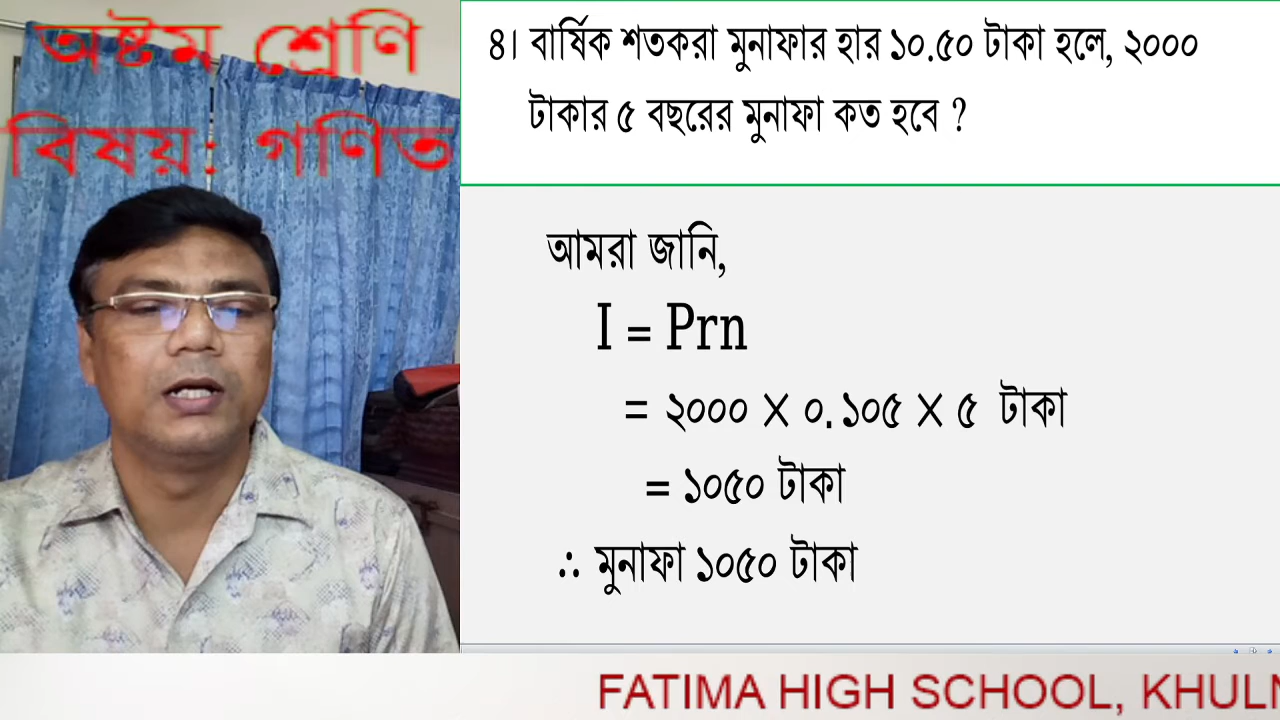 অষ্টম শ্রেণি
বিষয়: গণিত
৪। বার্ষিক শতকরা মুনাফার হার ১০.৫০ টাকা হলে, ২০০০
টাকার ৫ বছরের মুনাফা কত হবে ?
আমরা জানি,
I = Prn
= ২০০০ × ০.১০৫ × ৫ টাকা
= ১০৫০ টাকা
∴ মুনাফা ১০৫০ টাকা
FATIMA HIGH SCHOOL,